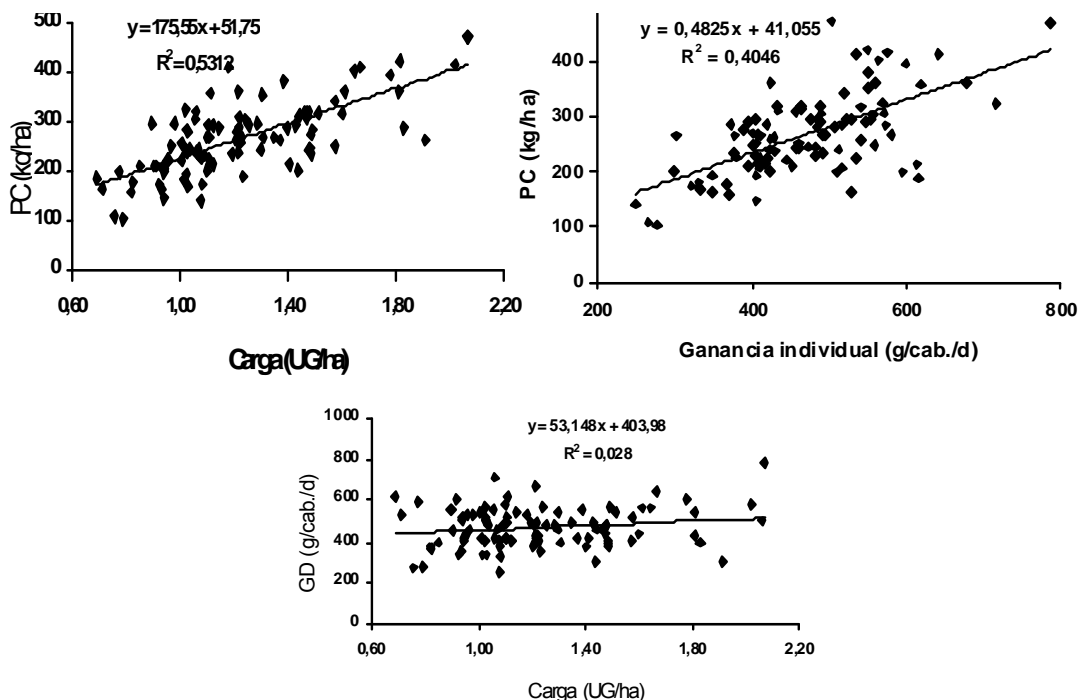 y=175,55x+51,75
R²=0,5312
500
400
300
200
100
0
PC (kg/ha)
0,60 1,00 1,40 1,80 2,20
Carga (UG/ha)
y = 0,4825x + 41,055
R² = 0,4046
400
300
200
100
0
PC (kg/ha)
200 400 600 800
Ganancia individual (g/cab./d)
y = 53,148x + 403,98
R² = 0,028
1000
800
600
400
200
0
GD (g/cab./d)
0,60 1,00 1,40 1,80 2,20
Carga (UG/ha)